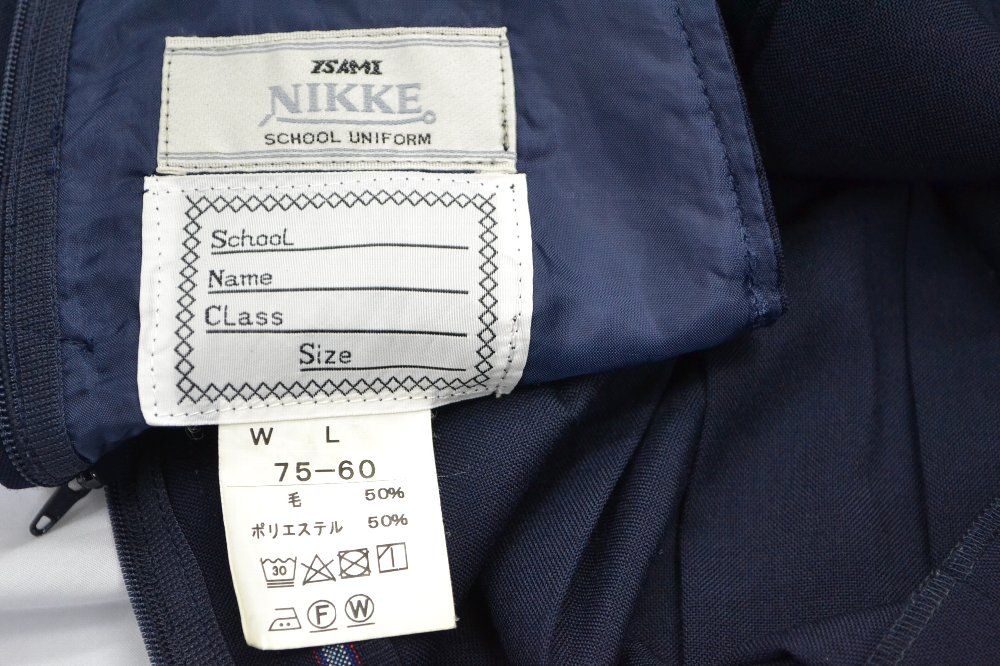 TSAMI
NIKKE
SCHOOL UNIFORM
School
Name
CLass
Size
W L
75-60
毛 50%
ポリエステル 50%
30
F W